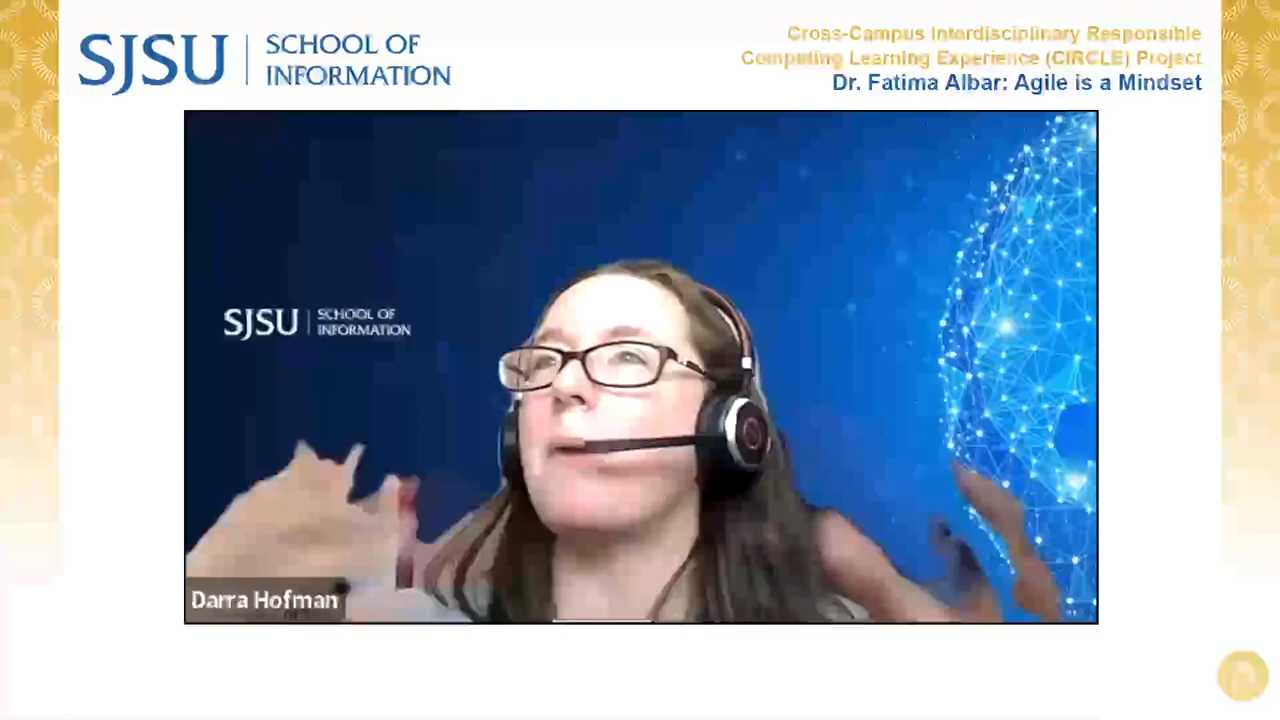 SJSU
SCHOOL OF
INFORMATION
Cross-Campus Interdisciplinary Responsible
Computing Learning Experience (CIRCLE) Project
Dr. Fatima Albar: Agile is a Mindset
SJSU
SCHOOL OF
INFORMATION
Darra Hofman